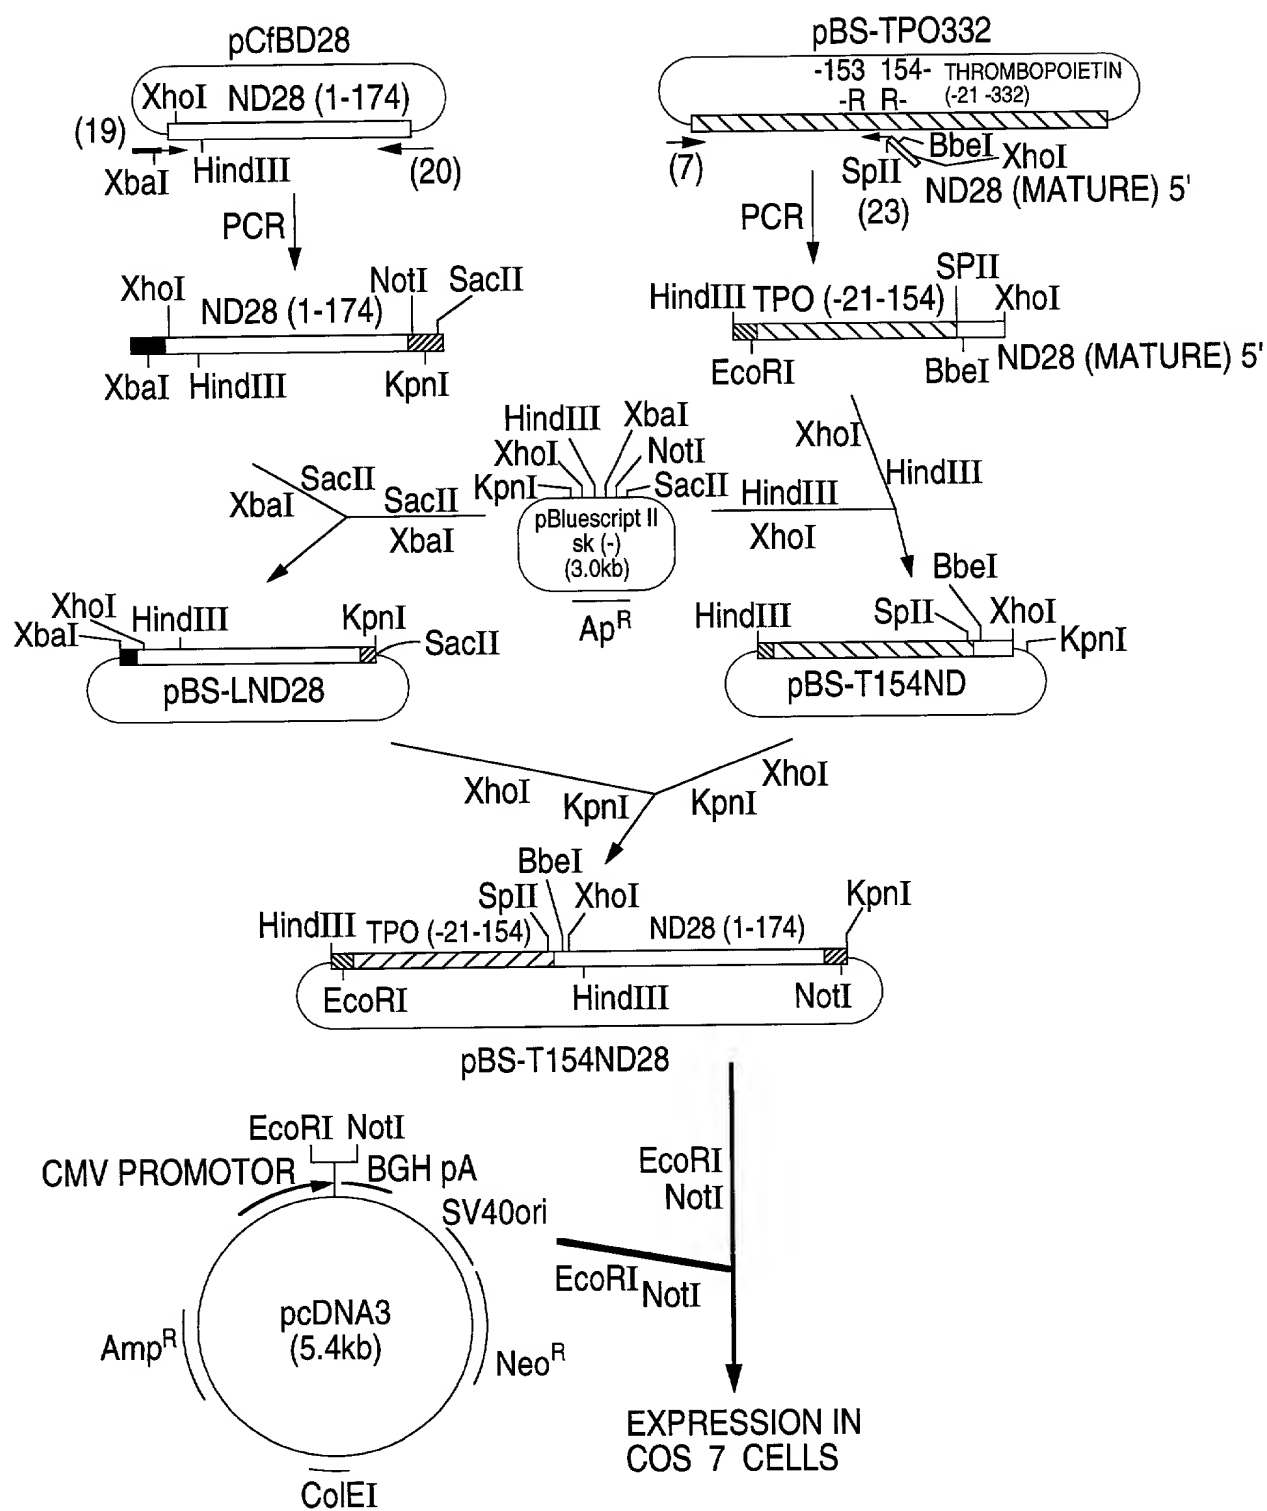 pCfBD28
XhoI ND28 (1-174)
(19)
XbaI
HindIII
(20)
PCR
pBS-TPO332
-153 154- THROMBOPOIETIN
-R R- (-21 -332)
(7)
BbeI
XhoI
SpII
ND28 (MATURE) 5'
(23)
PCR
XhoI
ND28 (1-174)
NotI
SacII
XbaI
HindIII
KpnI
SPII
HindIII TPO (-21-154)
XhoI
EcoRI
BbeI
ND28 (MATURE) 5'
XhoI
HindIII
SacII
XbaI
SacII
XbaI
HindIII
XbaI
XhoI
NotI
KpnI
SacII
pBluescript II
sk (-)
(3.0kb)
ApR
HindIII
XhoI
XhoI
XbaI
HindIII
KpnI
SacII
pBS-LND28
BbeI
HindIII
SpII
XhoI
KpnI
pBS-T154ND
XhoI
KpnI
KpnI
XhoI
BbeI
SpII
XhoI
KpnI
HindIII
TPO (-21-154)
ND28 (1-174)
EcoRI
HindIII
NotI
pBS-T154ND28
EcoRI NotI
CMV PROMOTOR
BGH pA
SV40ori
pcDNA3
(5.4kb)
AmpR
NeoR
ColEI
EcoRI
NotI
EcoRI
NotI
EXPRESSION IN
COS 7 CELLS